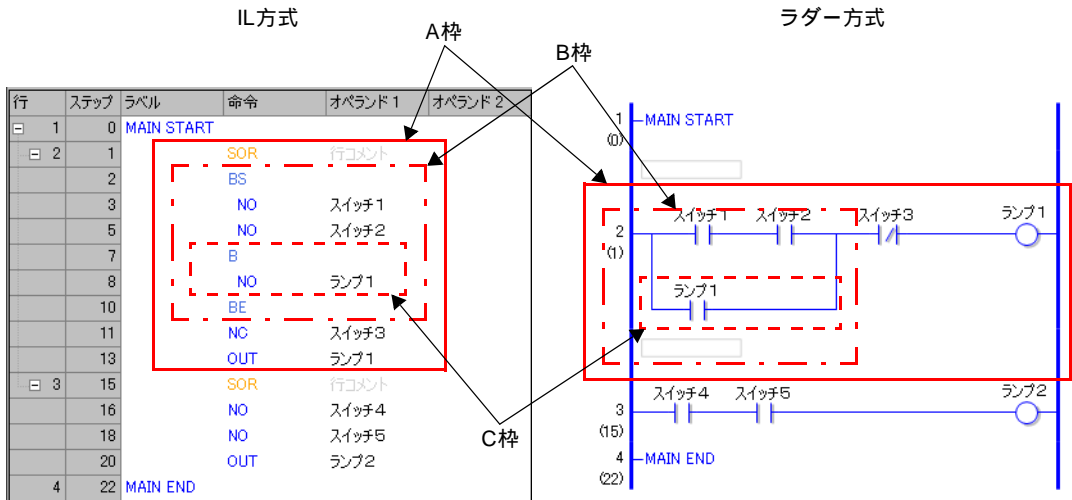 IL方式
ラダー方式
A枠
B枠
行 ステップ ラベル 命令 オペランド1 オペランド2
1 0 MAIN START
2 1 SOR 行コメント
2 BS
3 NO スイッチ1
5 NO スイッチ2
7 B
8 NO ランプ1
10 BE
11 NC スイッチ3
13 OUT ランプ1
3 15 SOR 行コメント
16 NO スイッチ4
18 NO スイッチ5
20 OUT ランプ2
4 22 MAIN END
C枠
1 MAIN START
(0)
スイッチ1 スイッチ2 スイッチ3 ランプ1
2
(1)
ランプ1
スイッチ4 スイッチ5 ランプ2
3
(15)
4 MAIN END
(22)